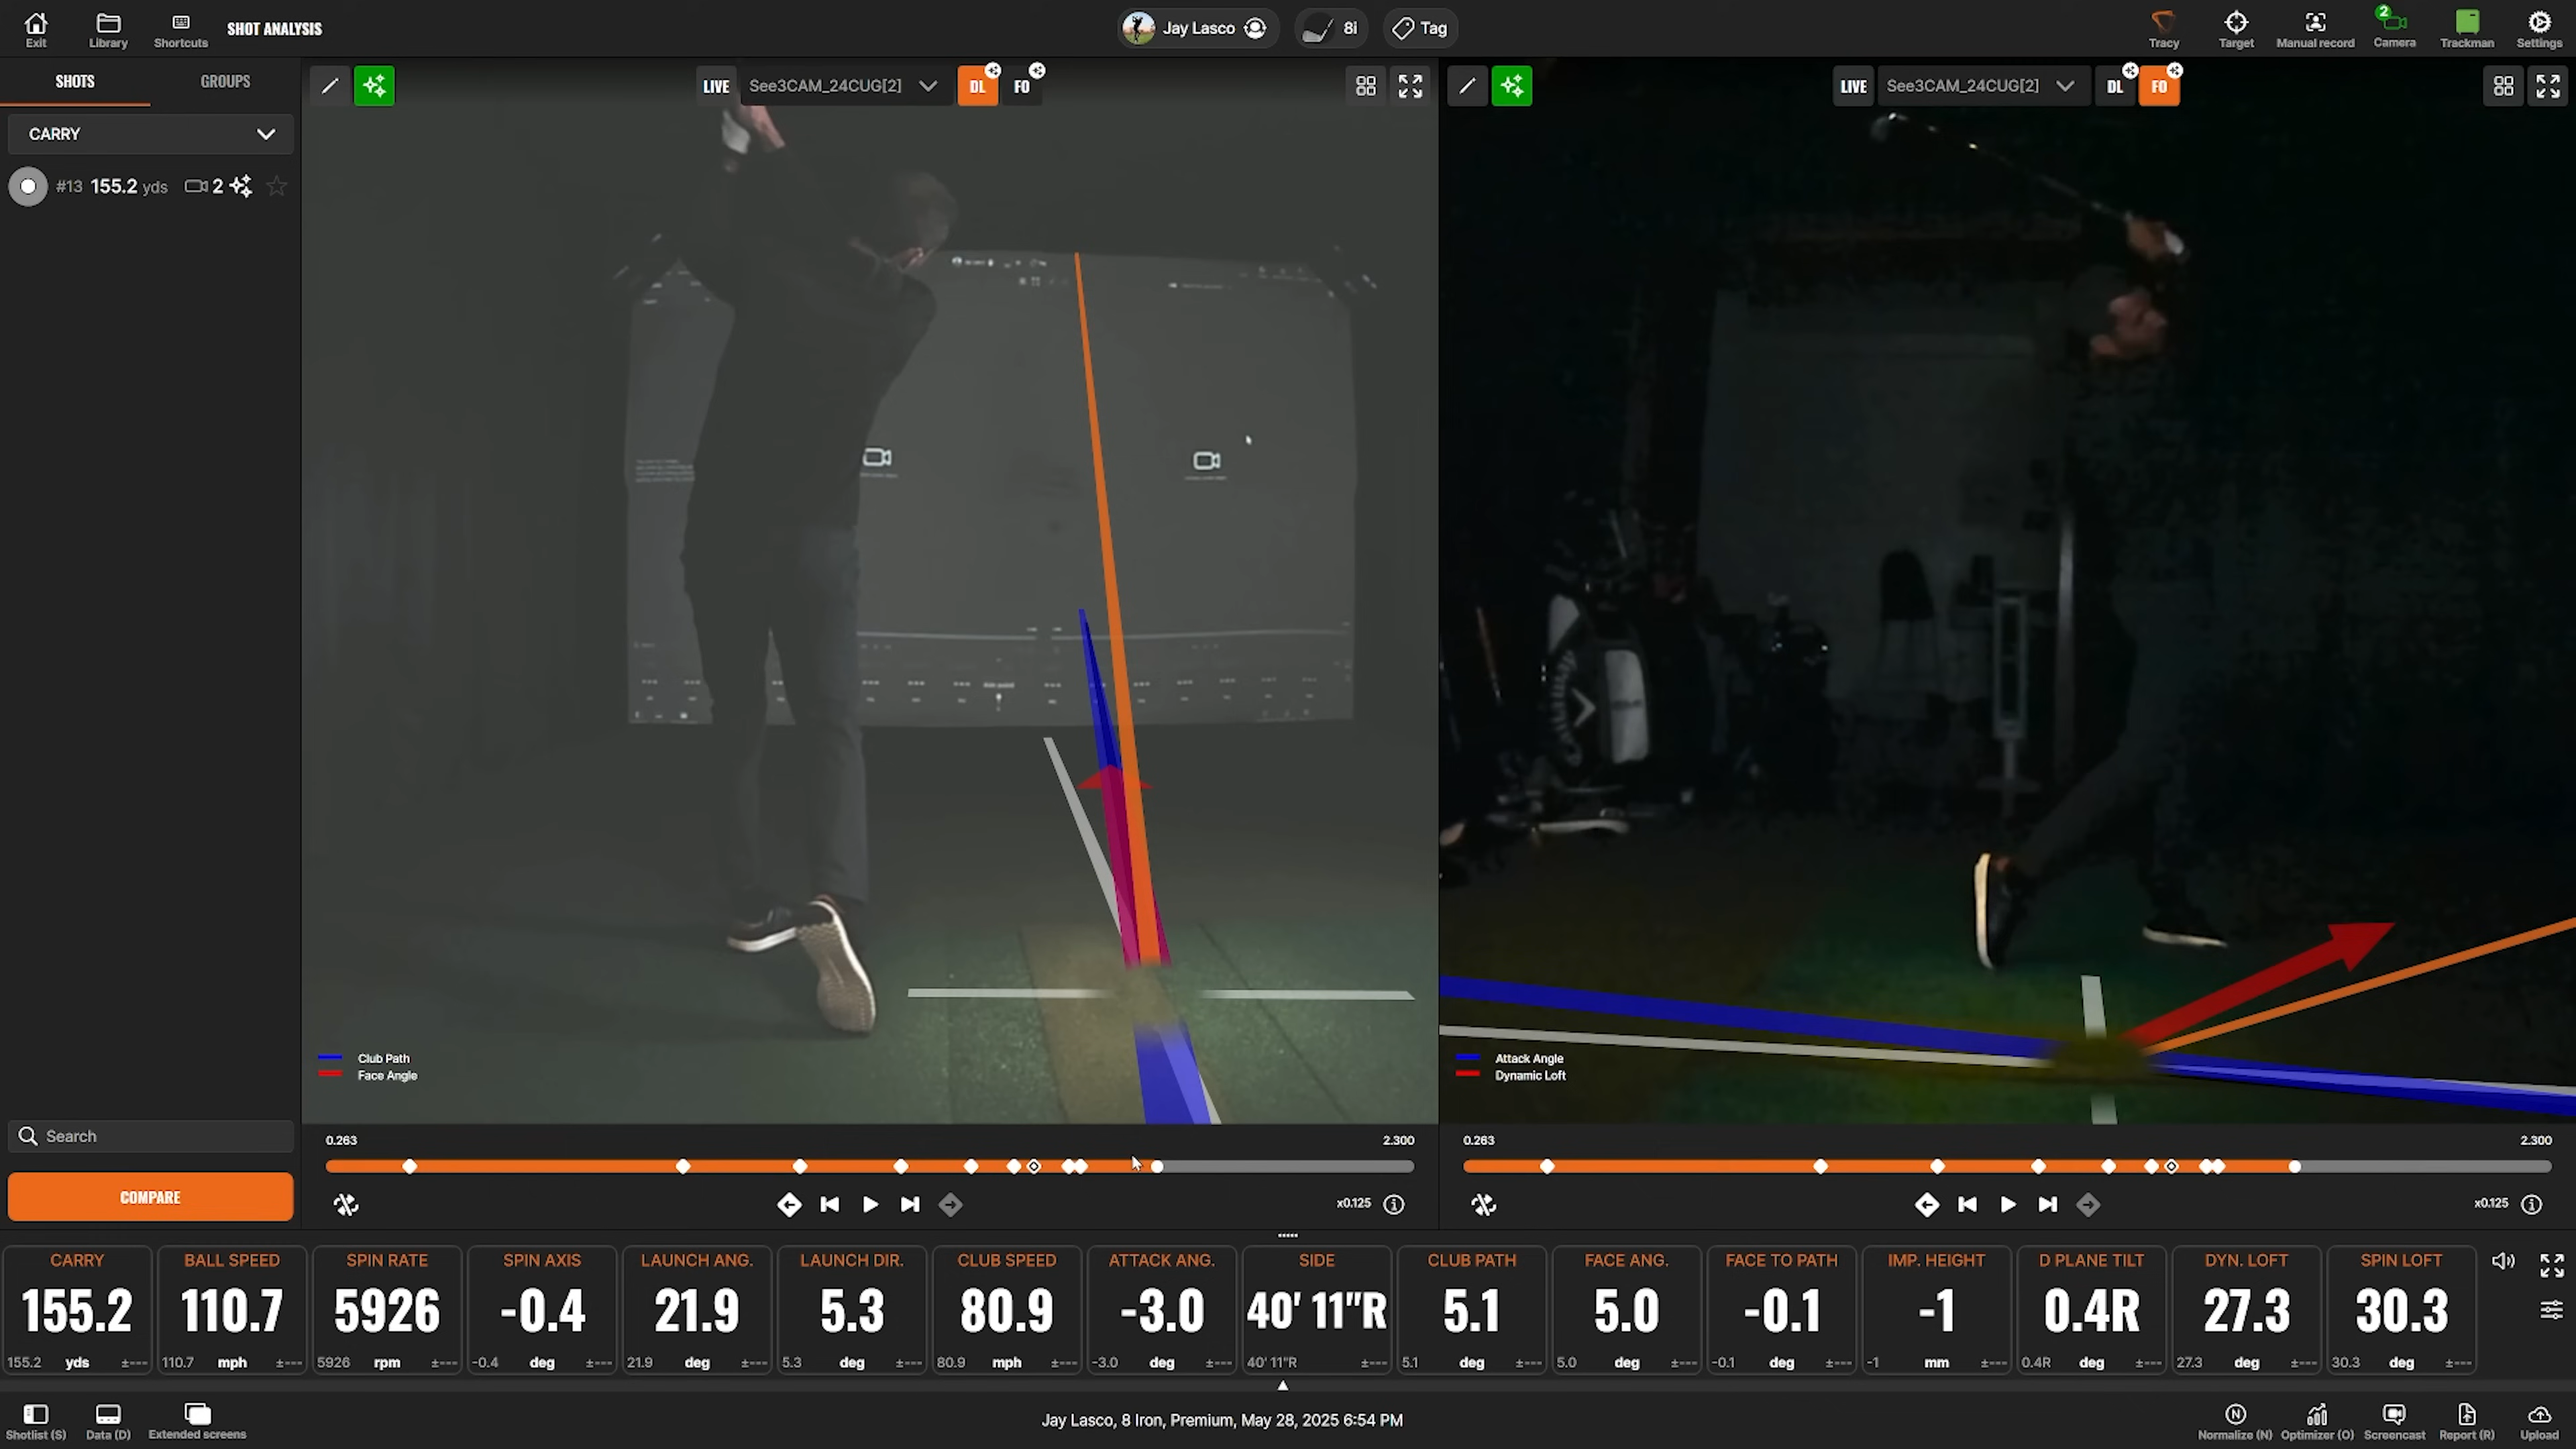 Exit
Library
Shortcuts
SHOT ANALYSIS
Jay Lasco
8i
Tag
Tracy
Target
Manual record
2
Camera
Trackman
Settings
SHOTS
GROUPS
CARRY
#13 155.2 yds 2
Search
COMPARE
LIVE
See3CAM_24CUG[2]
DL
FO
Club Path
Face Angle
0.263
2.300
x0.125
LIVE
See3CAM_24CUG[2]
DL
FO
Attack Angle
Dynamic Loft
0.263
2.300
x0.125
CARRY
155.2
155.2 yds ±---
BALL SPEED
110.7
110.7 mph ±---
SPIN RATE
5926
5926 rpm ±---
SPIN AXIS
-0.4
-0.4 deg ±---
LAUNCH ANG.
21.9
21.9 deg ±---
LAUNCH DIR.
5.3
5.3 deg ±---
CLUB SPEED
80.9
80.9 mph ±---
ATTACK ANG.
-3.0
-3.0 deg ±---
SIDE
40' 11"R
40' 11"R ±---
CLUB PATH
5.1
5.1 deg ±---
FACE ANG.
5.0
5.0 deg ±---
FACE TO PATH
-0.1
-0.1 deg ±---
IMP. HEIGHT
-1
-1 mm ±---
D PLANE TILT
0.4R
0.4R deg ±---
DYN. LOFT
27.3
27.3 deg ±---
SPIN LOFT
30.3
30.3 deg ±---
Shotlist (S)
Data (D)
Extended screens
Jay Lasco, 8 Iron, Premium, May 28, 2025 6:54 PM
Normalize (N)
Optimizer (O)
Screencast
Report (R)
Upload